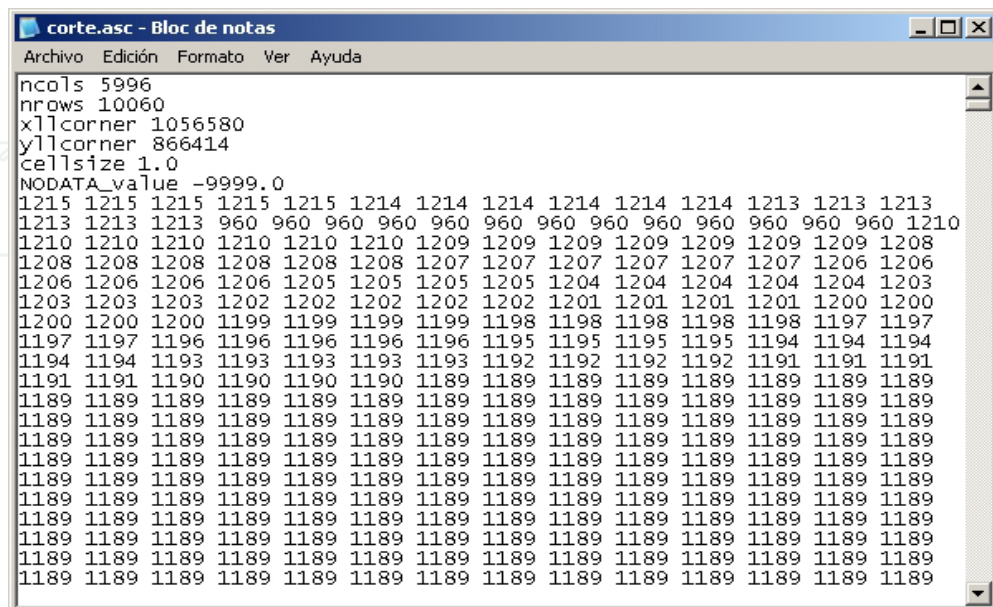 corte.asc - Bloc de notas
Archivo Edición Formato Ver Ayuda
ncols 5996
nrows 10060
xllcorner 1056580
yllcorner 866414
cellsize 1.0
NODATA_value -9999.0
1215 1215 1215 1215 1215 1214 1214 1214 1214 1214 1214 1213 1213 1213
1213 1213 1213 960 960 960 960 960 960 960 960 960 960 960 960 960 1210
1210 1210 1210 1210 1210 1210 1209 1209 1209 1209 1209 1209 1209 1208
1208 1208 1208 1208 1208 1208 1207 1207 1207 1207 1207 1207 1206 1206
1206 1206 1206 1206 1205 1205 1205 1205 1204 1204 1204 1204 1204 1203
1203 1203 1203 1202 1202 1202 1202 1202 1201 1201 1201 1201 1200 1200
1200 1200 1200 1199 1199 1199 1199 1198 1198 1198 1198 1198 1197 1197
1197 1197 1196 1196 1196 1196 1196 1195 1195 1195 1195 1194 1194 1194
1194 1194 1193 1193 1193 1193 1193 1192 1192 1192 1192 1191 1191 1191
1191 1191 1190 1190 1190 1190 1189 1189 1189 1189 1189 1189 1189 1189
1189 1189 1189 1189 1189 1189 1189 1189 1189 1189 1189 1189 1189 1189
1189 1189 1189 1189 1189 1189 1189 1189 1189 1189 1189 1189 1189 1189
1189 1189 1189 1189 1189 1189 1189 1189 1189 1189 1189 1189 1189 1189
1189 1189 1189 1189 1189 1189 1189 1189 1189 1189 1189 1189 1189 1189
1189 1189 1189 1189 1189 1189 1189 1189 1189 1189 1189 1189 1189 1189
1189 1189 1189 1189 1189 1189 1189 1189 1189 1189 1189 1189 1189 1189
1189 1189 1189 1189 1189 1189 1189 1189 1189 1189 1189 1189 1189 1189
1189 1189 1189 1189 1189 1189 1189 1189 1189 1189 1189 1189 1189 1189
1189 1189 1189 1189 1189 1189 1189 1189 1189 1189 1189 1189 1189 1189
1189 1189 1189 1189 1189 1189 1189 1189 1189 1189 1189 1189 1189 1189